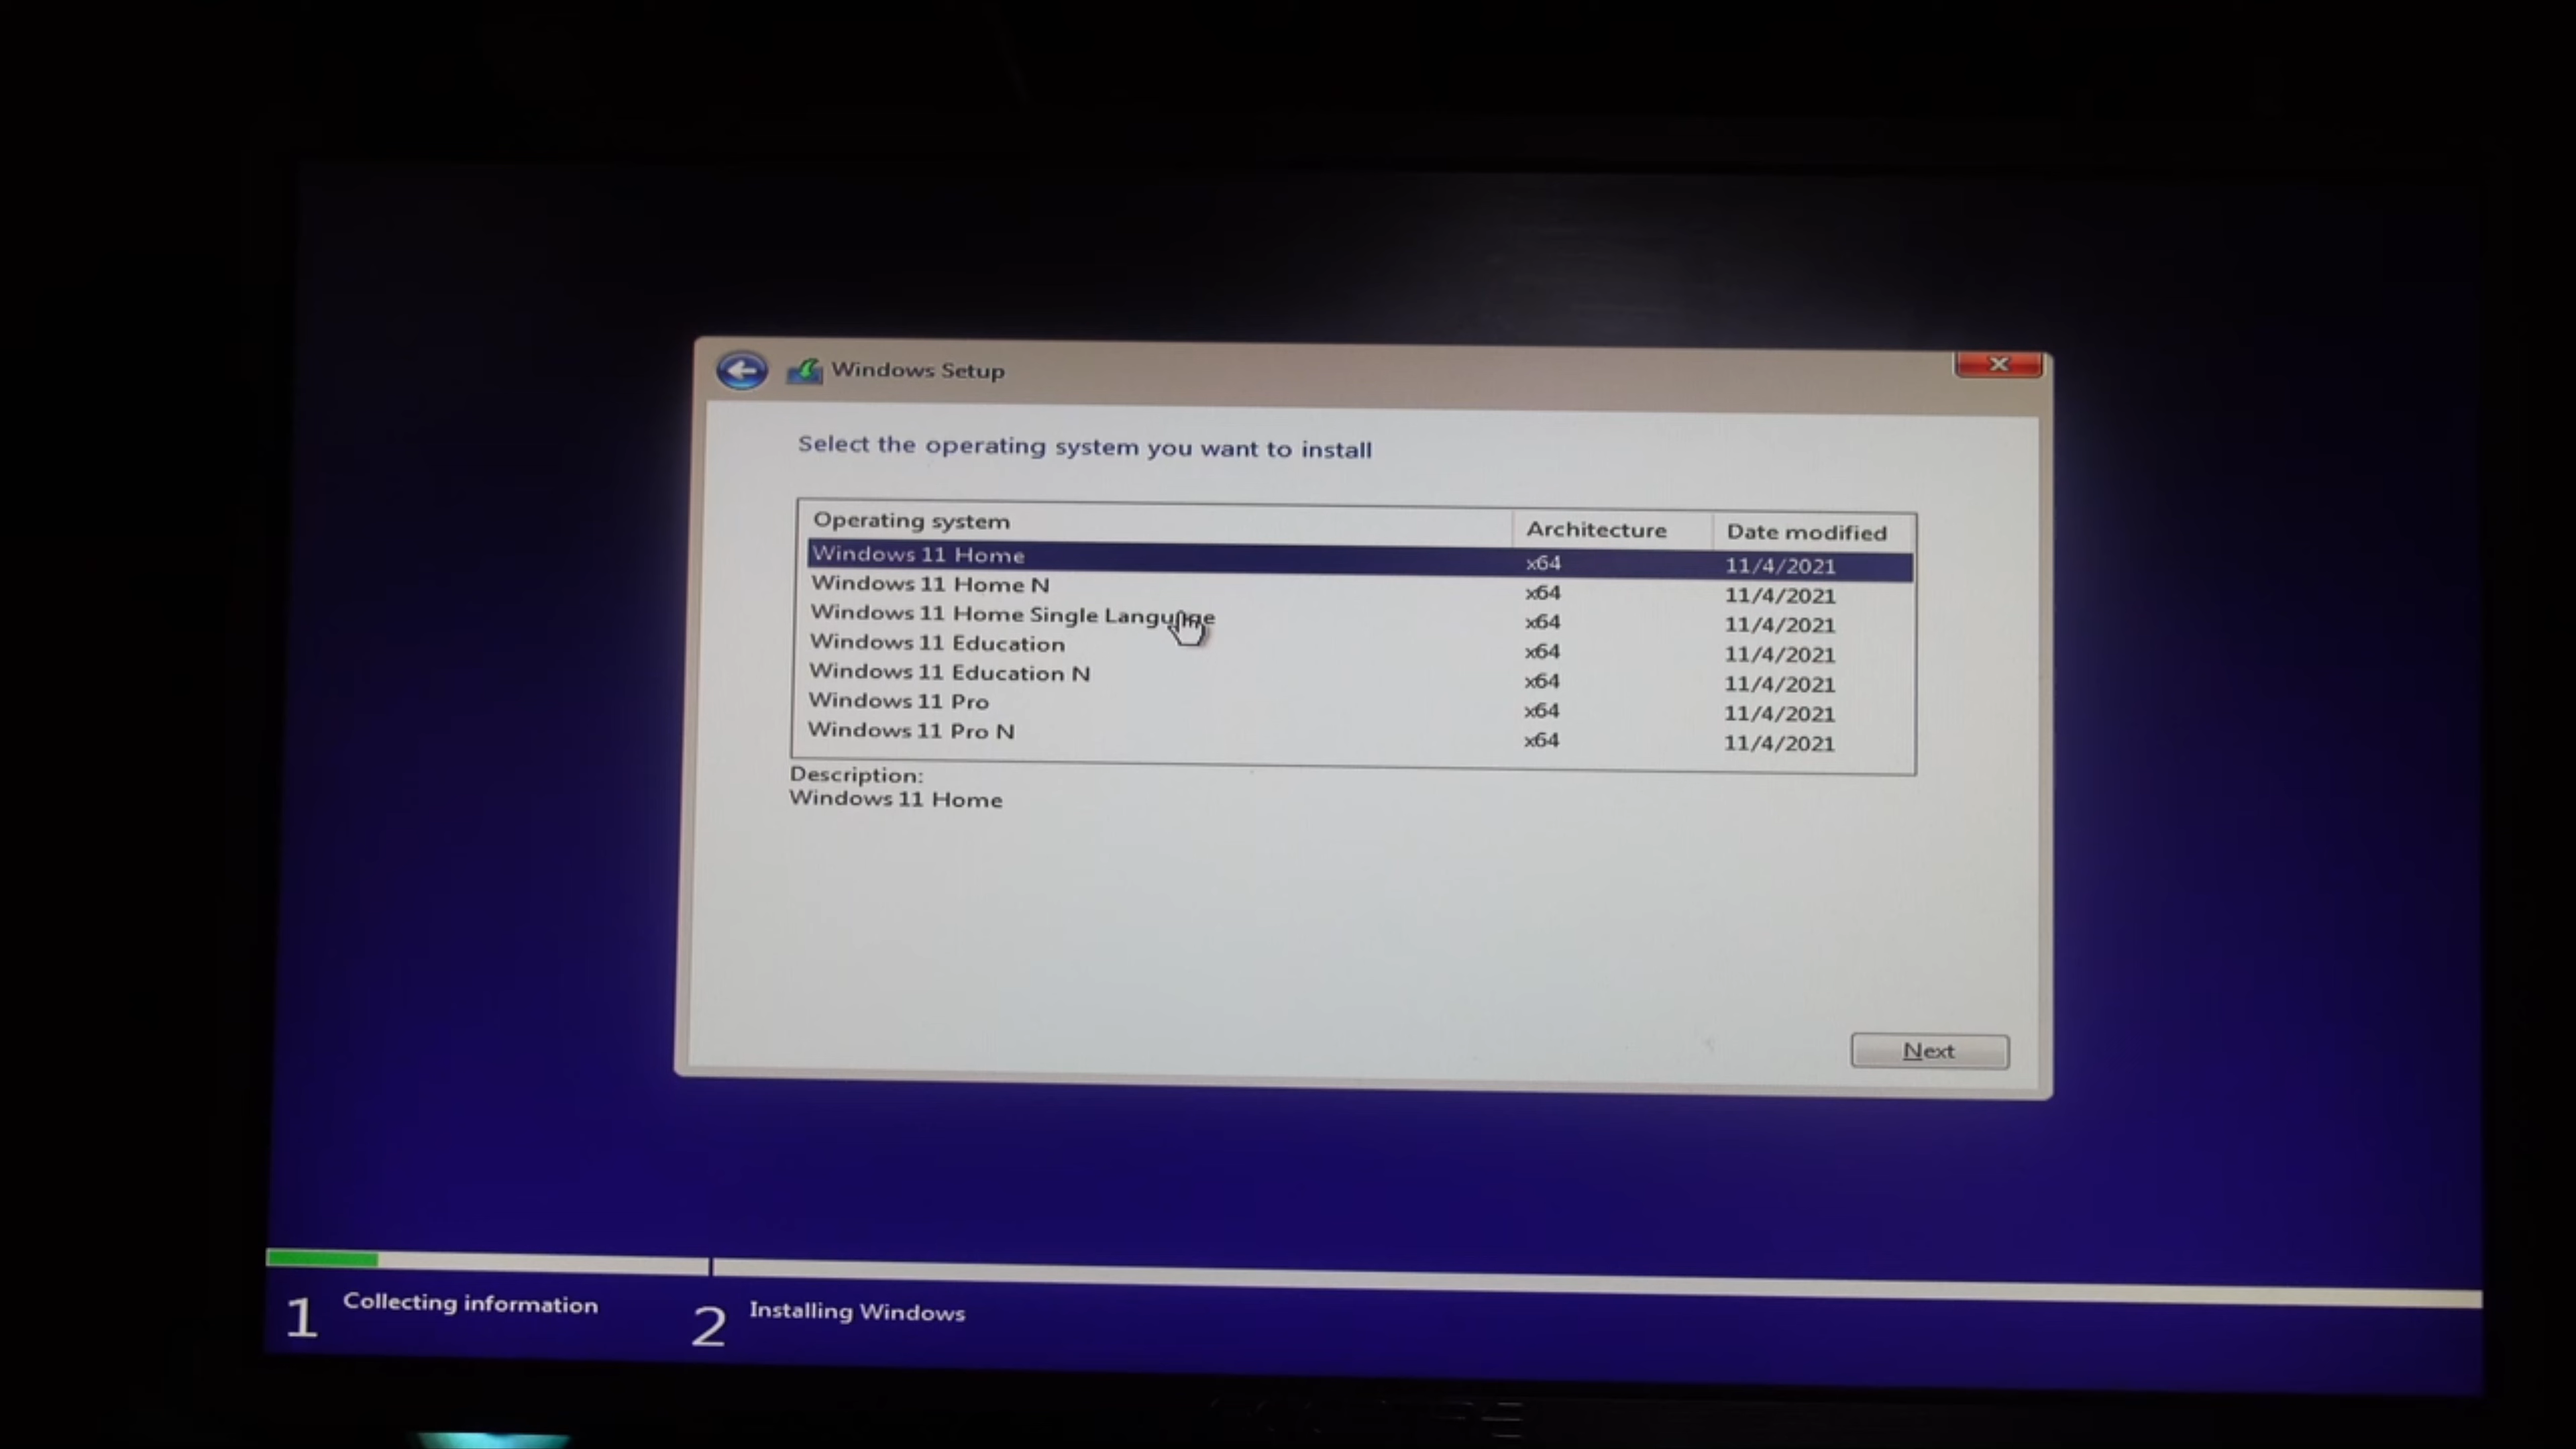 Windows Setup
Select the operating system you want to install
Operating system Architecture Date modified
Windows 11 Home x64 11/4/2021
Windows 11 Home N x64 11/4/2021
Windows 11 Home Single Language x64 11/4/2021
Windows 11 Education x64 11/4/2021
Windows 11 Education N x64 11/4/2021
Windows 11 Pro x64 11/4/2021
Windows 11 Pro N x64 11/4/2021
Description:
Windows 11 Home
Next
1 Collecting information 2 Installing Windows